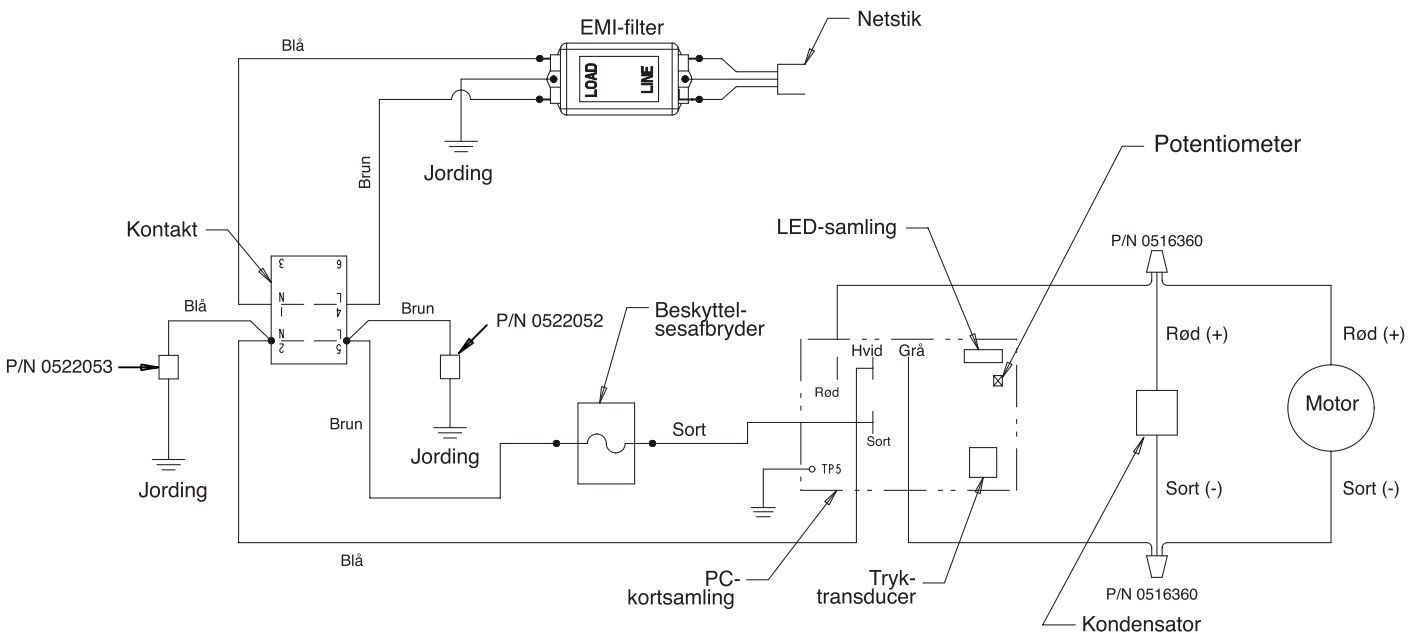 Netstik
EMI-filter
Blå
LOAD
LINE
Jording
Brun
Potentiometer
Kontakt
LED-samling
P/N 0516360
3 6
N L
1 4
N L
2 5
Blå
Brun
P/N 0522052
Beskyttel-
sesafbryder
P/N 0522053
Hvid
Grå
Rød
Rød (+)
Rød (+)
Motor
Brun
Sort
Sort
Jording
Jording
TP5
Sort (-)
Sort (-)
Blå
PC-
kortsamling
Tryk-
transducer
P/N 0516360
Kondensator